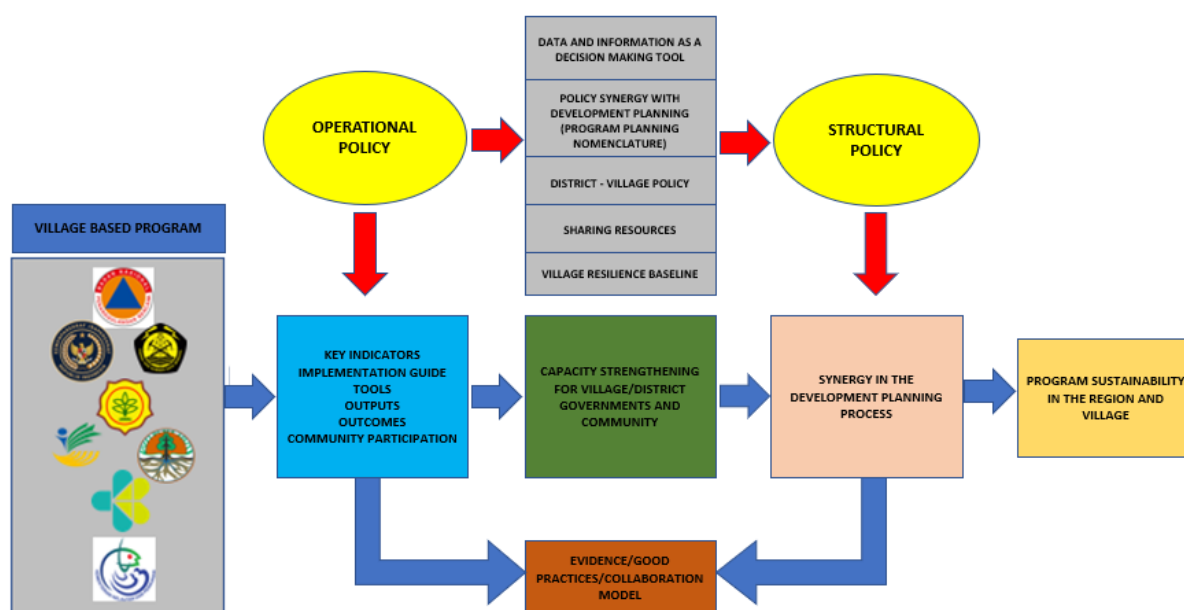 DATA AND INFORMATION AS A
DECISION MAKING TOOL
POLICY SYNERGY WITH
DEVELOPMENT PLANNING
(PROGRAM PLANNING
NOMENCLATURE)
DISTRICT - VILLAGE POLICY
SHARING RESOURCES
VILLAGE RESILIENCE BASELINE
OPERATIONAL
POLICY
STRUCTURAL
POLICY
VILLAGE BASED PROGRAM
KEY INDICATORS
IMPLEMENTATION GUIDE
TOOLS
OUTPUTS
OUTCOMES
COMMUNITY PARTICIPATION
CAPACITY STRENGTHENING
FOR VILLAGE/DISTRICT
GOVERNMENTS AND
COMMUNITY
SYNERGY IN THE
DEVELOPMENT PLANNING
PROCESS
PROGRAM SUSTAINABILITY
IN THE REGION AND
VILLAGE
EVIDENCE/GOOD
PRACTICES/COLLABORATION
MODEL